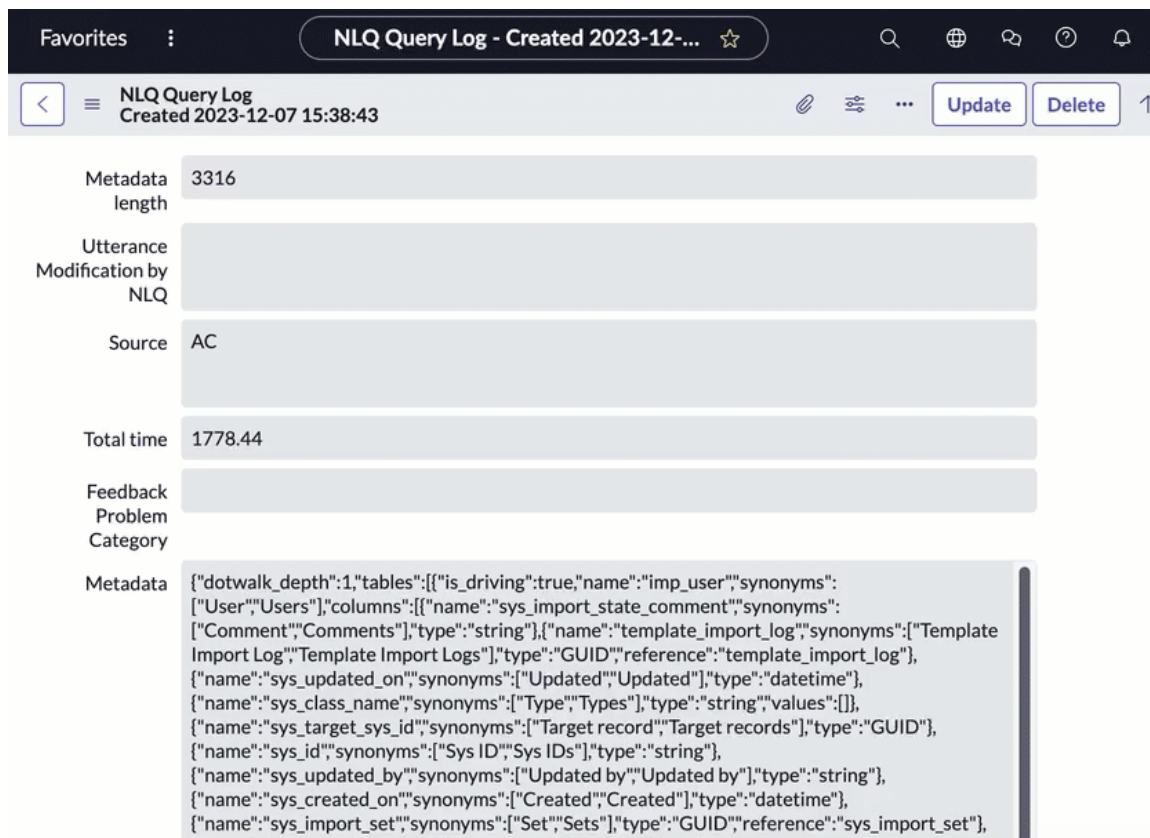 Favorites
NLQ Query Log - Created 2023-12-...
NLQ Query Log
Created 2023-12-07 15:38:43
Update
Delete
Metadata
length
3316
Utterance
Modification by
NLQ
Source
AC
Total time
1778.44
Feedback
Problem
Category
Metadata
{"dotwalk_depth":1,"tables":[{"is_driving":true,"name":"imp_user","synonyms":
["User","Users"],"columns":[{"name":"sys_import_state_comment","synonyms":
["Comment","Comments"],"type":"string"},{"name":"template_import_log","synonyms":["Template
Import Log","Template Import Logs"],"type":"GUID","reference":"template_import_log"},
{"name":"sys_updated_on","synonyms":["Updated","Updated"],"type":"datetime"},
{"name":"sys_class_name","synonyms":["Type","Types"],"type":"string","values":[]},
{"name":"sys_target_sys_id","synonyms":["Target record","Target records"],"type":"GUID"},
{"name":"sys_id","synonyms":["Sys ID","Sys IDs"],"type":"string"},
{"name":"sys_updated_by","synonyms":["Updated by","Updated by"],"type":"string"},
{"name":"sys_created_on","synonyms":["Created","Created"],"type":"datetime"},
{"name":"sys_import_set","synonyms":["Set","Sets"],"type":"GUID","reference":"sys_import_set"},